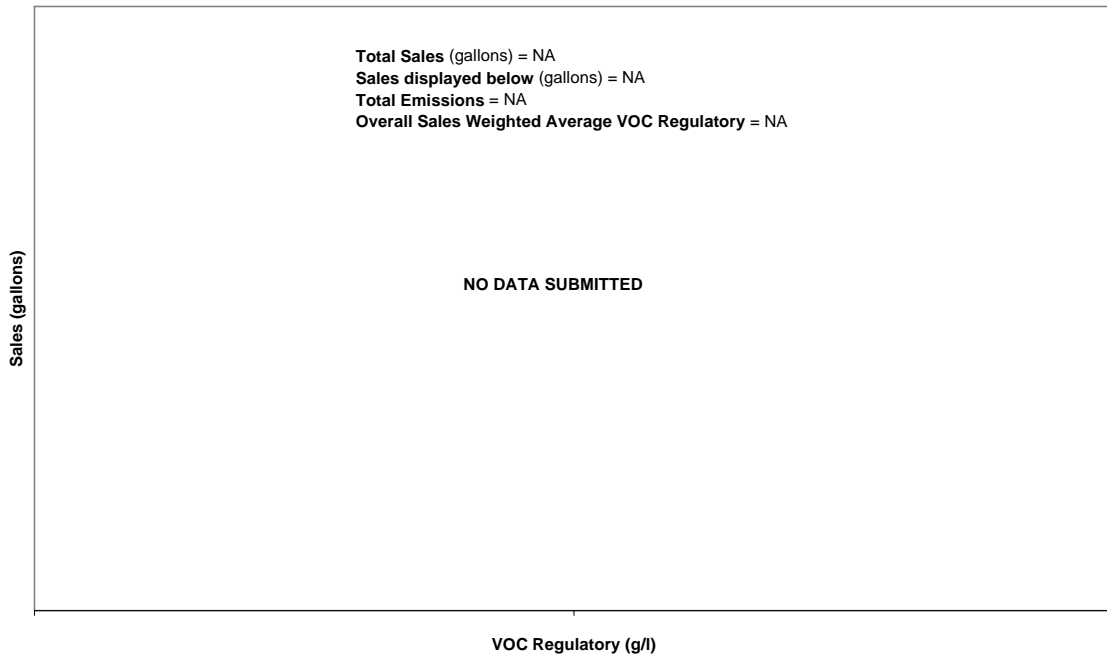 Total Sales (gallons) = NA
Sales displayed below (gallons) = NA
Total Emissions = NA
Overall Sales Weighted Average VOC Regulatory = NA
Sales (gallons)
NO DATA SUBMITTED
VOC Regulatory (g/l)